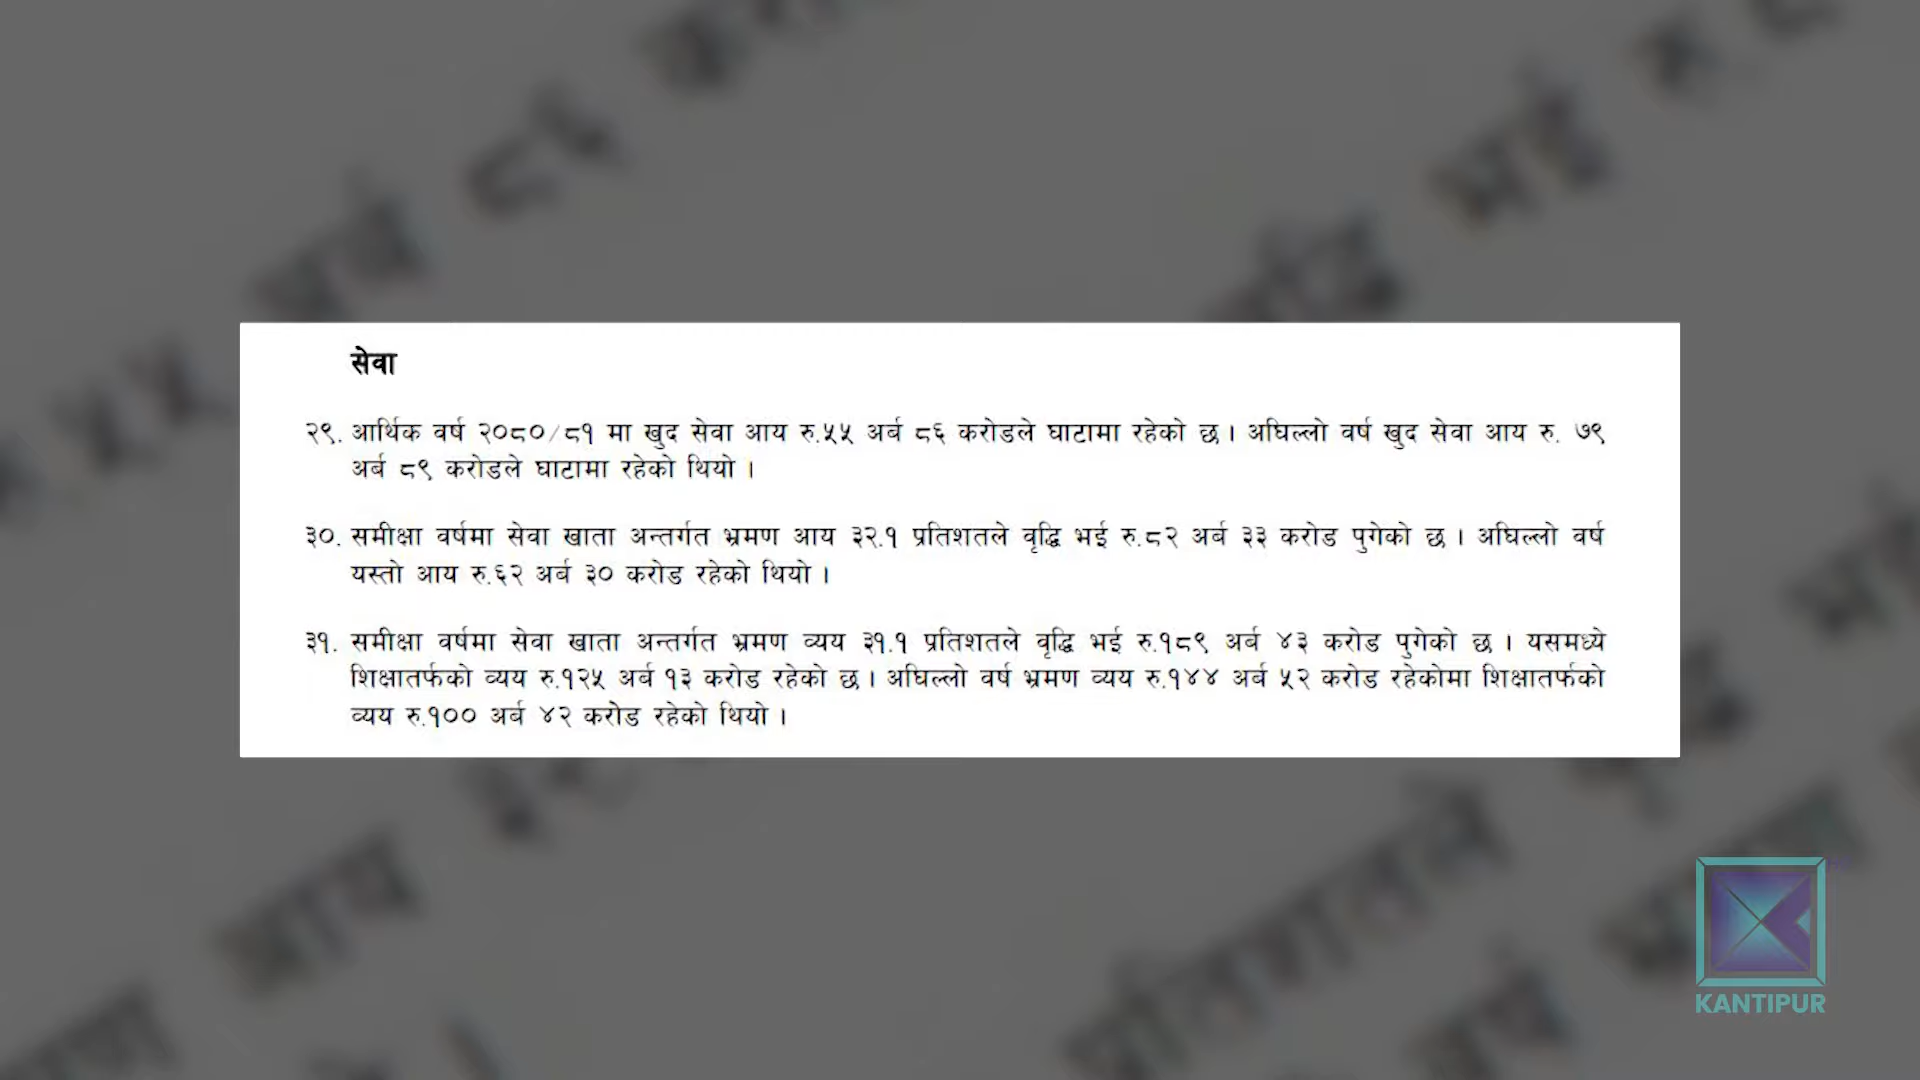 सेवा
२९. आर्थिक वर्ष २०८०/८१ मा खुद सेवा आय रु.५५ अर्ब ८६ करोडले घाटामा रहेको छ । अघिल्लो वर्ष खुद सेवा आय रु. ७९
अर्ब ८९ करोडले घाटामा रहेको थियो ।
३०. समीक्षा वर्षमा सेवा खाता अन्तर्गत भ्रमण आय ३२.१ प्रतिशतले वृद्धि भई रु.८२ अर्ब ३३ करोड पुगेको छ । अघिल्लो वर्ष
यस्तो आय रु.६२ अर्ब ३० करोड रहेको थियो ।
३१. समीक्षा वर्षमा सेवा खाता अन्तर्गत भ्रमण व्यय ३१.१ प्रतिशतले वृद्धि भई रु.१८९ अर्ब ४३ करोड पुगेको छ । यसमध्ये
शिक्षातर्फको व्यय रु.१२५ अर्ब १३ करोड रहेको छ । अघिल्लो वर्ष भ्रमण व्यय रु.१४४ अर्ब ५२ करोड रहेकोमा शिक्षातर्फको
व्यय रु.१०० अर्ब ४२ करोड रहेको थियो ।
KANTIPUR